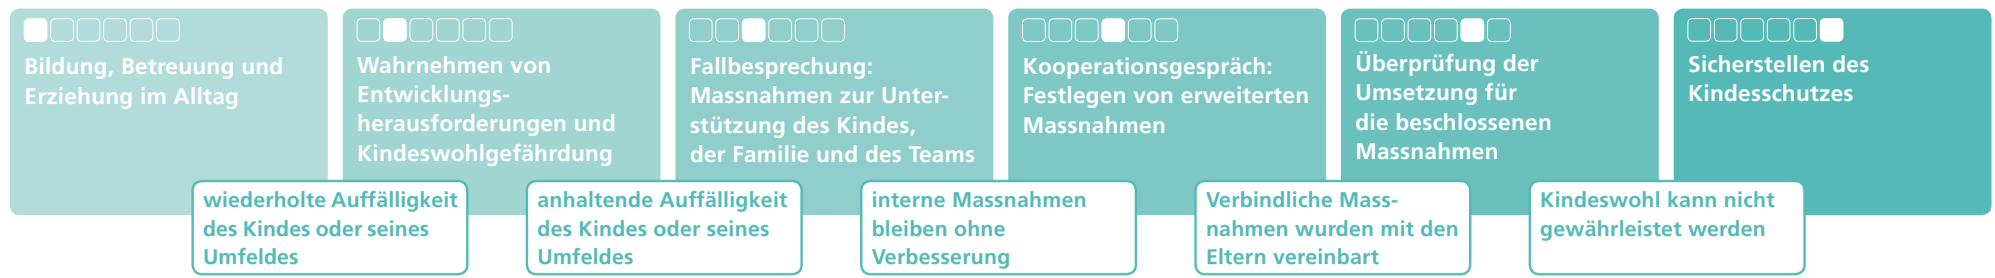 Bildung, Betreuung und
Erziehung im Alltag
wiederholte Auffälligkeit
des Kindes oder seines
Umfeldes
Wahrnehmen von
Entwicklungs-
herausforderungen und
Kindeswohlgefährdung
anhaltende Auffälligkeit
des Kindes oder seines
Umfeldes
Fallbesprechung:
Massnahmen zur Unter-
stützung des Kindes,
der Familie und des Teams
interne Massnahmen
bleiben ohne
Verbesserung
Kooperationsgespräch:
Festlegen von erweiterten
Massnahmen
Verbindliche Mass-
nahmen wurden mit den
Eltern vereinbart
Überprüfung der
Umsetzung für
die beschlossenen
Massnahmen
Kindeswohl kann nicht
gewährleistet werden
Sicherstellen des
Kindesschutzes